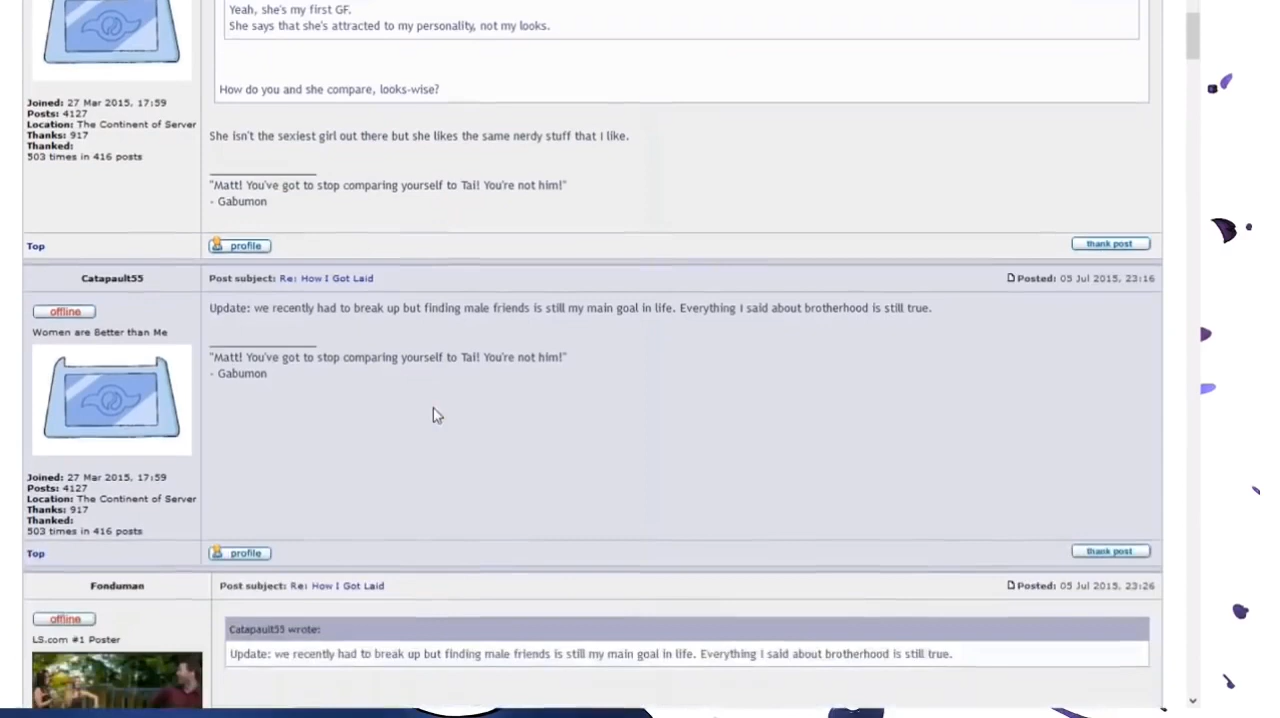 Yeah, she's my first GF.
She says that she's attracted to my personality, not my looks.
How do you and she compare, looks-wise?
Joined: 27 Mar 2015, 17:59
Posts: 4127
Location: The Continent of Server
Thanks: 917
Thanked:
503 times in 416 posts
She isn't the sexiest girl out there but she likes the same nerdy stuff that I like.
"Matt! You've got to stop comparing yourself to Tai! You're not him!"
- Gabumon
Top
profile
thank post
Catapault55
Post subject: Re: How I Got Laid
Posted: 05 Jul 2015, 23:16
offline
Women are Better than Me
Joined: 27 Mar 2015, 17:59
Posts: 4127
Location: The Continent of Server
Thanks: 917
Thanked:
503 times in 416 posts
Update: we recently had to break up but finding male friends is still my main goal in life. Everything I said about brotherhood is still true.
"Matt! You've got to stop comparing yourself to Tai! You're not him!"
- Gabumon
Top
profile
thank post
Fonduman
Post subject: Re: How I Got Laid
Posted: 05 Jul 2015, 23:26
offline
LS.com #1 Poster
Catapault55 wrote:
Update: we recently had to break up but finding male friends is still my main goal in life. Everything I said about brotherhood is still true.